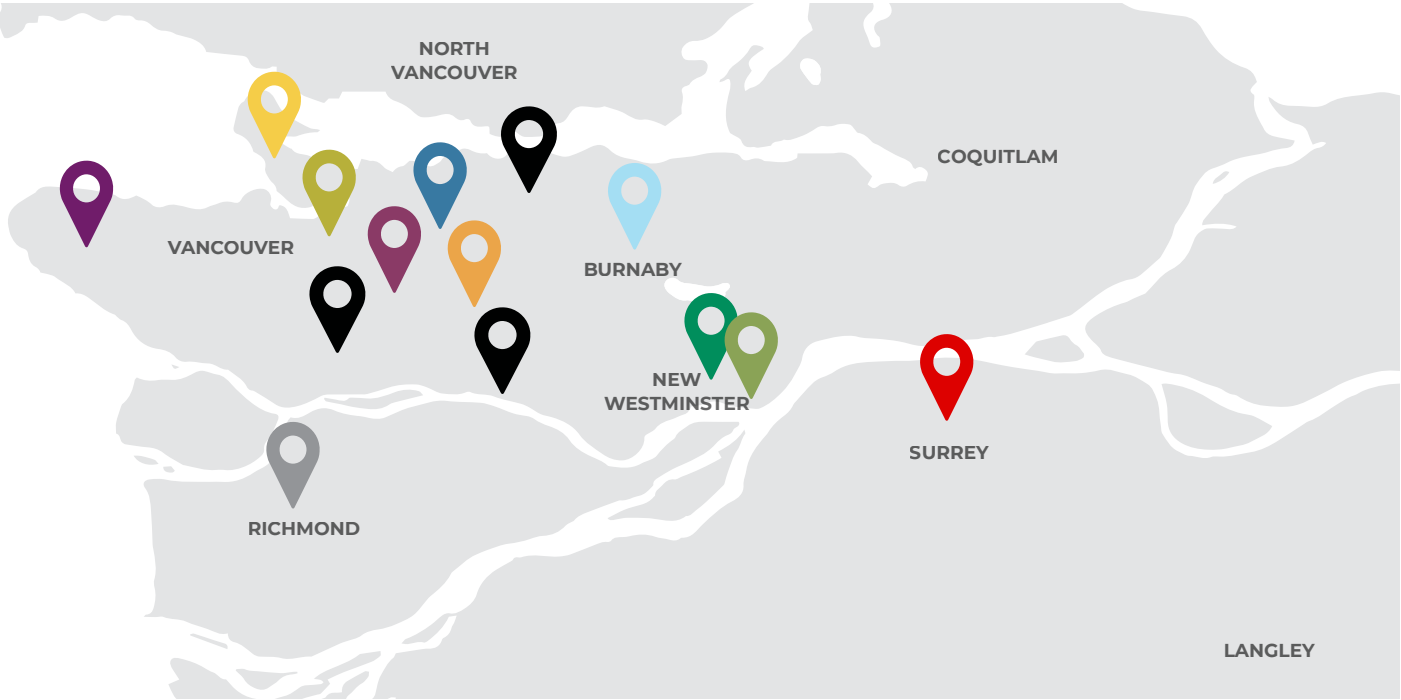 NORTH
VANCOUVER
COQUITLAM
VANCOUVER
BURNABY
NEW
WESTMINSTER
SURREY
RICHMOND
LANGLEY